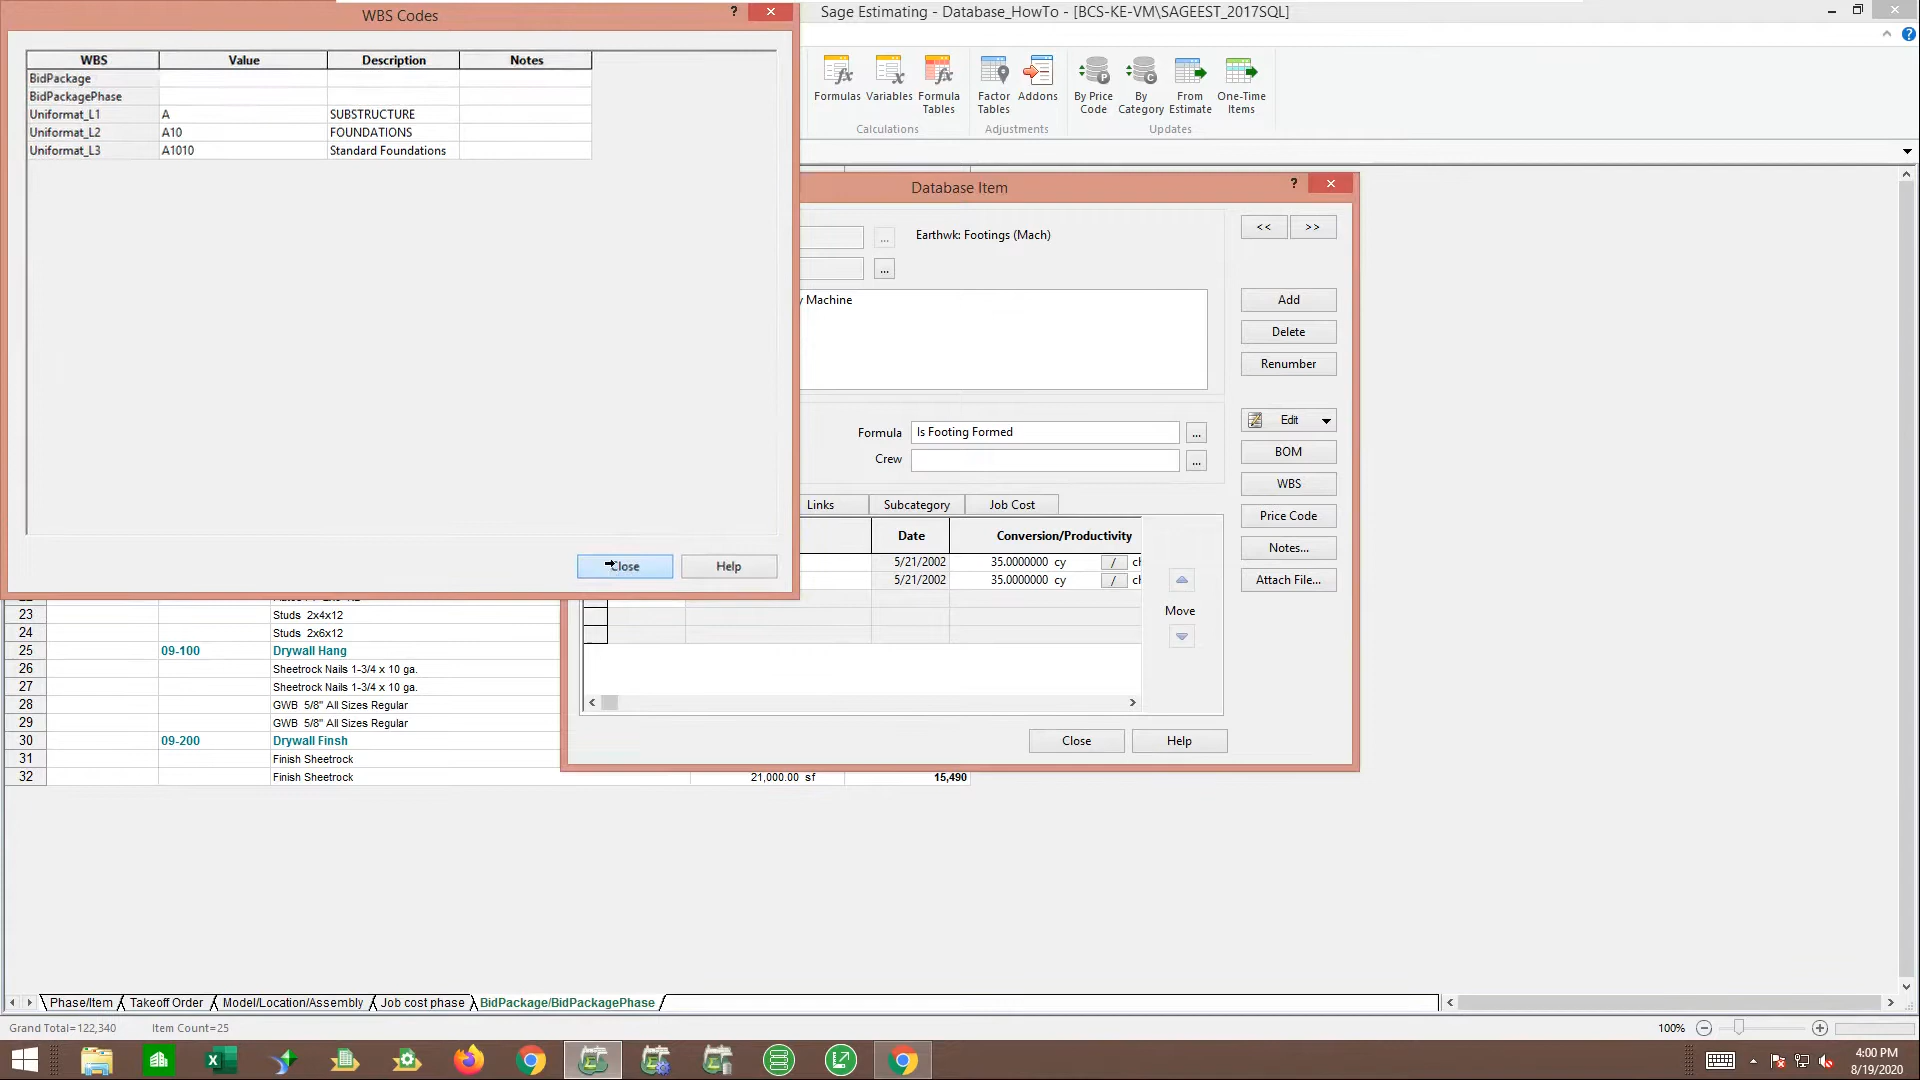 WBS Codes
?
WBS Value Description Notes
BidPackage
BidPackagePhase
Uniformat_L1 A SUBSTRUCTURE
Uniformat_L2 A10 FOUNDATIONS
Uniformat_L3 A1010 Standard Foundations
Close Help
Sage Estimating - Database_HowTo - [BCS-KE-VM\SAGEEST_2017SQL]
Formulas Variables Formula Tables
Calculations
Factor Tables Addons
Adjustments
By Price Code By Category From Estimate One-Time Items
Updates
Database Item
?
... Earthwk: Footings (Mach)
...
y Machine
<< >>
Add
Delete
Renumber
Edit
BOM
WBS
Price Code
Notes...
Attach File...
Formula Is Footing Formed ...
Crew ...
Links Subcategory Job Cost
Date Conversion/Productivity
5/21/2002 35.0000000 cy /
5/21/2002 35.0000000 cy /
Move
Close Help
23 Studs 2x4x12
24 Studs 2x6x12
25 09-100 Drywall Hang
26 Sheetrock Nails 1-3/4 x 10 ga.
27 Sheetrock Nails 1-3/4 x 10 ga.
28 GWB 5/8" All Sizes Regular
29 GWB 5/8" All Sizes Regular
30 09-200 Drywall Finsh
31 Finish Sheetrock
32 Finish Sheetrock 21,000.00 sf 15,490
Phase/Item Takeoff Order Model/Location/Assembly Job cost phase BidPackage/BidPackagePhase
Grand Total=122,340 Item Count=25 100%
4:00 PM
8/19/2020